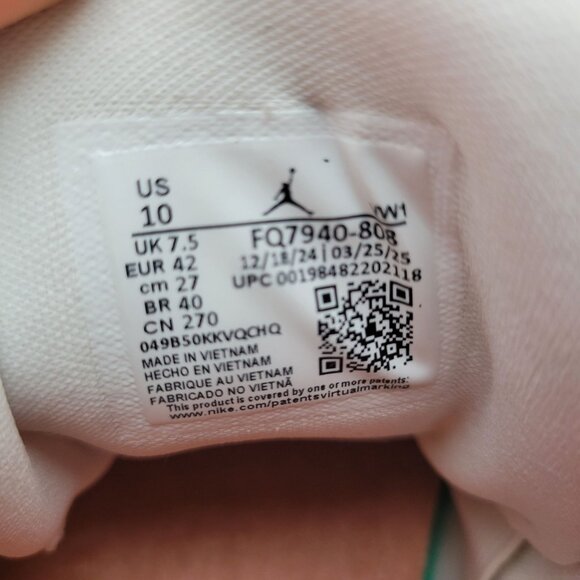 US
10
VW1
UK 7.5
EUR 42
cm 27
BR 40
CN 270
FQ7940-808
12/18/24 | 03/25/25
UPC 00198482202118
049B50KKVQCHQ
MADE IN VIETNAM
HECHO EN VIETNAM
FABRIQUE AU VIETNAM
FABRICADO NO VIETNÃ
This product is covered by one or more patents:
www.nike.com/patentsvirtualmarking